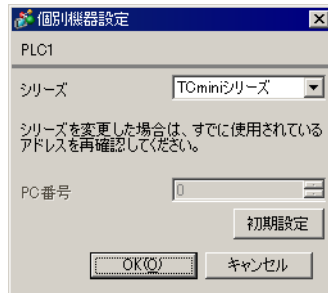 個別機器設定
PLC1
シリーズ TCminiシリーズ
シリーズを変更した場合は、すでに使用されている
アドレスを再確認してください。
PC番号 0
初期設定
OK(O) キャンセル